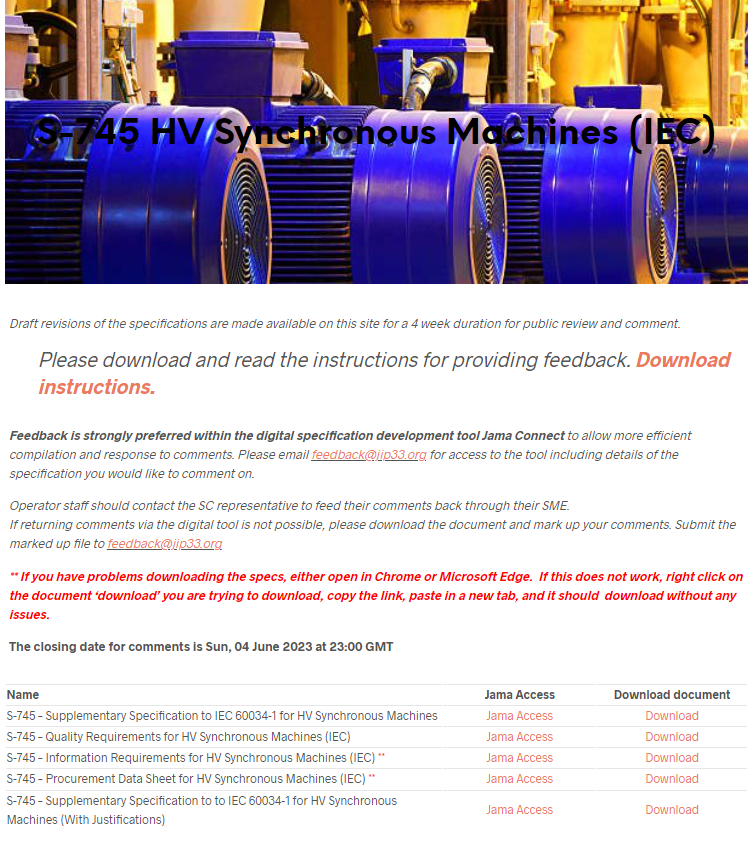 S-745 HV Synchronous Machines (IEC)
Draft revisions of the specifications are made available on this site for a 4 week duration for public review and comment.
Please download and read the instructions for providing feedback. Download
instructions.
Feedback is strongly preferred within the digital specification development tool Jama Connect to allow more efficient
compilation and response to comments. Please email feedback@jip33.org for access to the tool including details of the
specification you would like to comment on.
Operator staff should contact the SC representative to feed their comments back through their SME.
If returning comments via the digital tool is not possible, please download the document and mark up your comments. Submit the
marked up file to feedback@jip33.org
** If you have problems downloading the specs, either open in Chrome or Microsoft Edge. If this does not work, right click on
the document ‘download’ you are trying to download, copy the link, paste in a new tab, and it should download without any
issues.
The closing date for comments is Sun, 04 June 2023 at 23:00 GMT
Name Jama Access Download document
S-745 – Supplementary Specification to IEC 60034-1 for HV Synchronous Machines Jama Access Download
S-745 – Quality Requirements for HV Synchronous Machines (IEC) Jama Access Download
S-745 – Information Requirements for HV Synchronous Machines (IEC) ** Jama Access Download
S-745 – Procurement Data Sheet for HV Synchronous Machines (IEC) ** Jama Access Download
S-745 – Supplementary Specification to to IEC 60034-1 for HV Synchronous
Machines (With Justifications) Jama Access Download